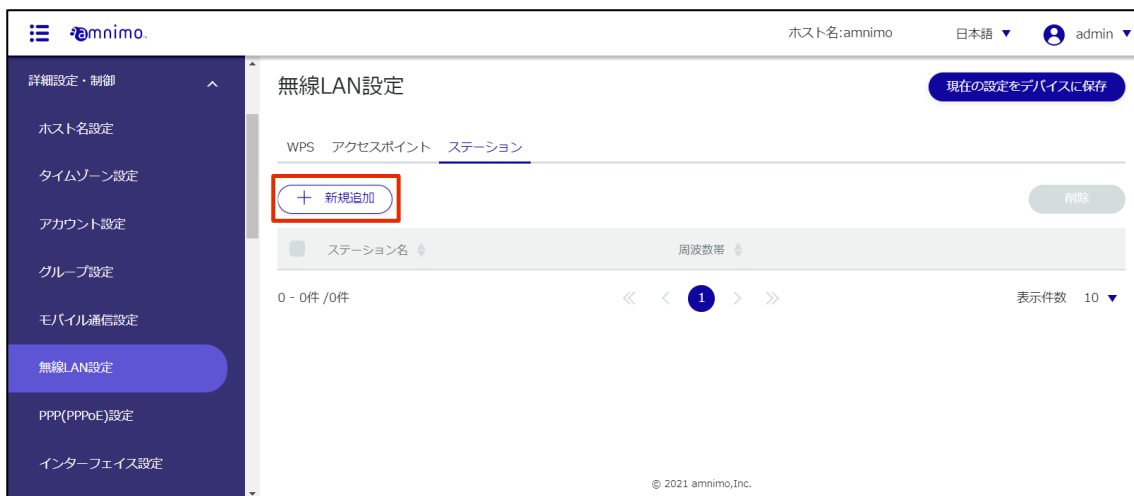 amnimo.
ホスト名:amnimo 日本語 ▼ admin ▼
詳細設定・制御
ホスト名設定
タイムゾーン設定
アカウント設定
グループ設定
モバイル通信設定
無線LAN設定
PPP(PPPoE)設定
インターフェイス設定
無線LAN設定
現在の設定をデバイスに保存
WPS アクセスポイント ステーション
+ 新規追加
削除
ステーション名 周波数帯
0 - 0件 /0件
1
表示件数 10 ▼
© 2021 amnimo,Inc.